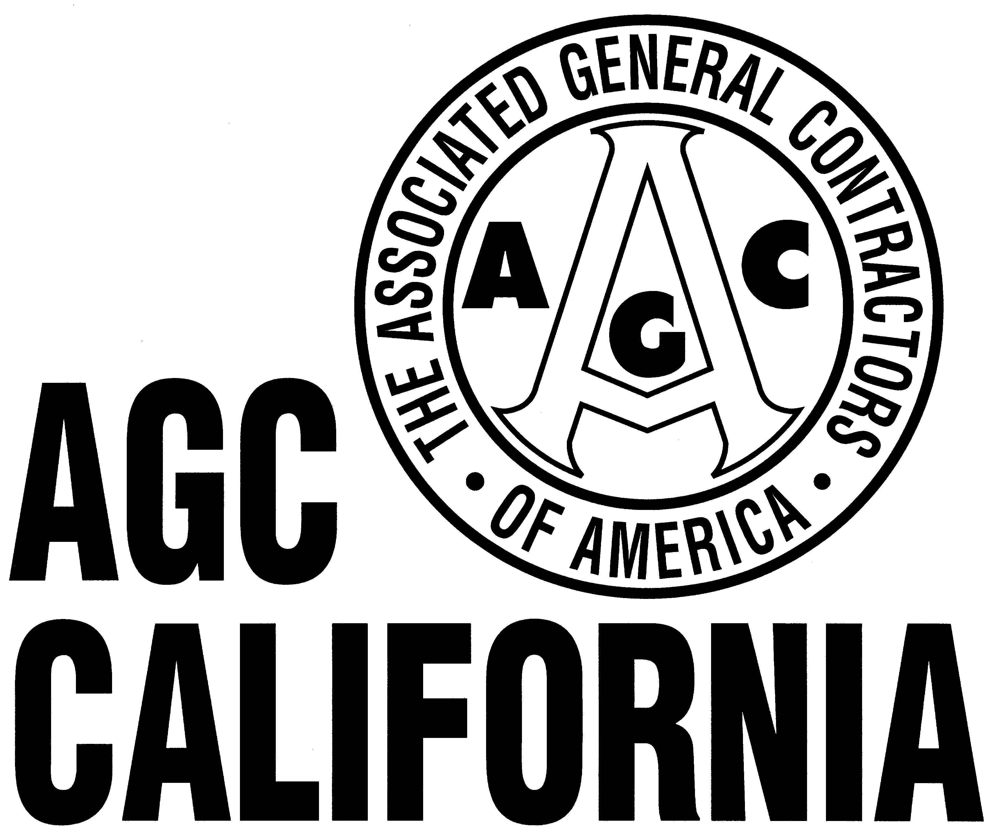 THE ASSOCIATED GENERAL CONTRACTORS
• OF AMERICA •
A G C
AGC
CALIFORNIA